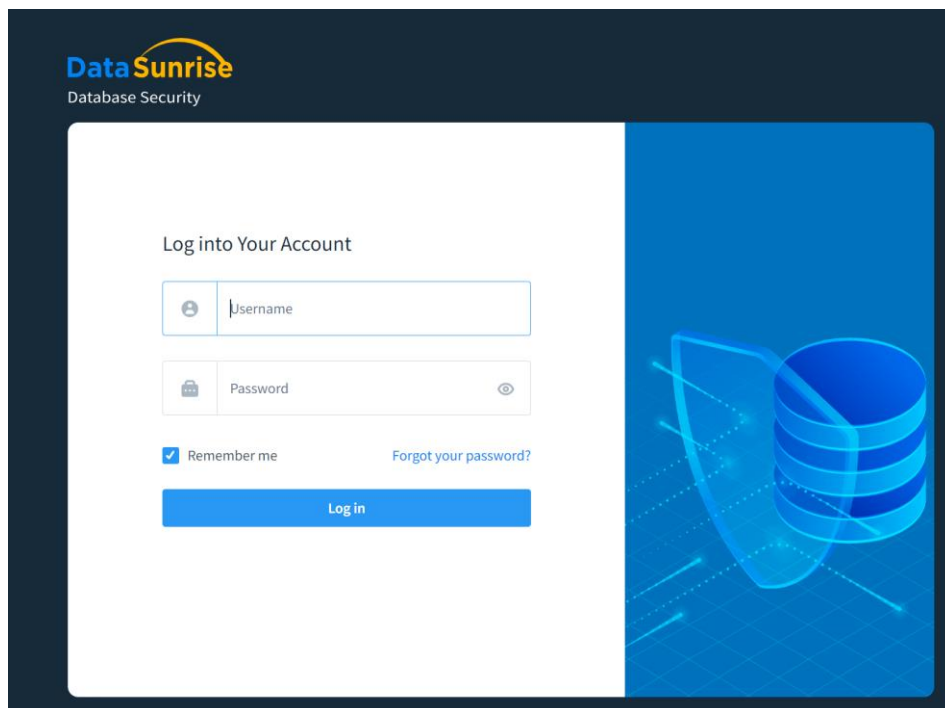 DataSunrise
Database Security
Log into Your Account
Username
Password
Remember me Forgot your password?
Log in